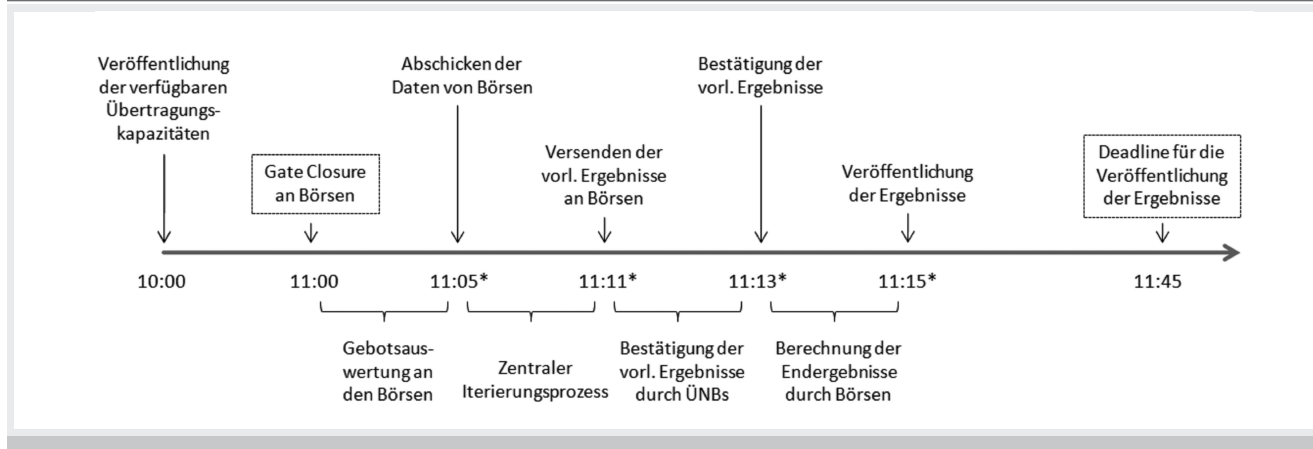 Veröffentlichung
der verfügbaren
Übertragungs-
kapazitäten
Gate Closure
an Börsen
Abschicken der
Daten von Börsen
Versenden der
vorl. Ergebnisse
an Börsen
Bestätigung der
vorl. Ergebnisse
Veröffentlichung
der Ergebnisse
Deadline für die
Veröffentlichung
der Ergebnisse
10:00
11:00
11:05*
11:11*
11:13*
11:15*
11:45
Gebotsaus-
wertung an
den Börsen
Zentraler
Iterierungsprozess
Bestätigung der
vorl. Ergebnisse
durch ÜNBs
Berechnung der
Endergebnisse
durch Börsen